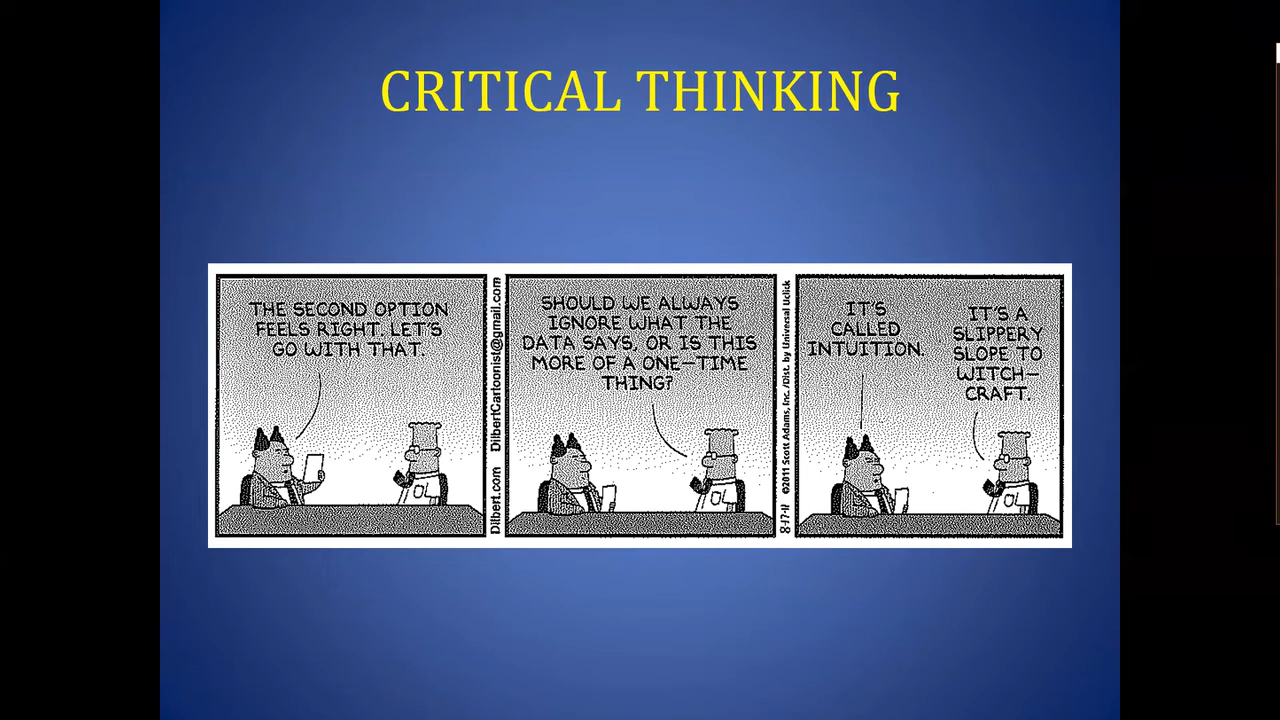 CRITICAL THINKING
THE SECOND OPTION
FEELS RIGHT. LET'S
GO WITH THAT.
Dilbert.com DilbertCartoonist@gmail.com
SHOULD WE ALWAYS
IGNORE WHAT THE
DATA SAYS, OR IS THIS
MORE OF A ONE-TIME
THING?
8-17-11 ©2011 Scott Adams, Inc. /Dist. by Universal Uclick
IT'S
CALLED
INTUITION.
IT'S A
SLIPPERY
SLOPE TO
WITCH-
CRAFT.